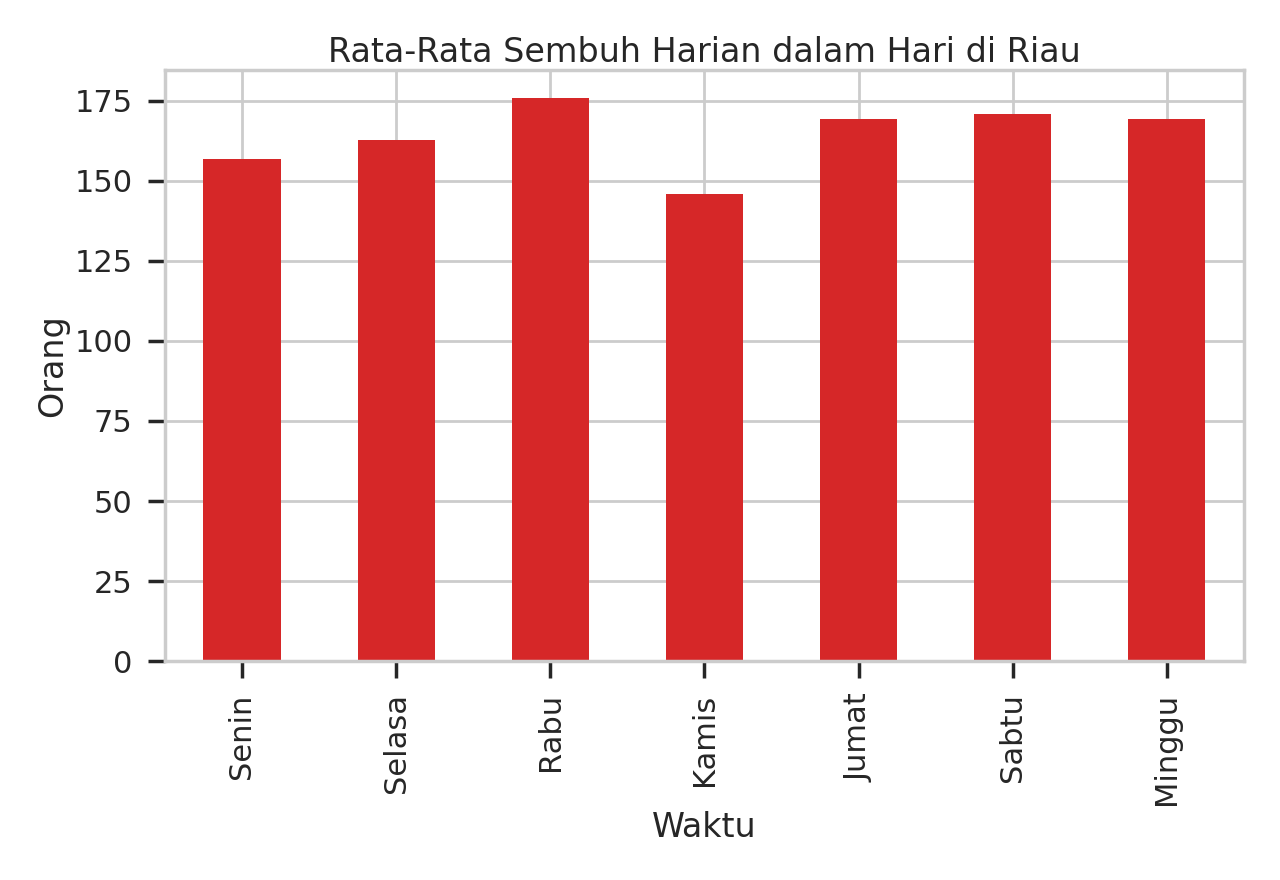 Rata-Rata Sembuh Harian dalam Hari di Riau
Orang
175
150
125
100
75
50
25
0
Senin
Selasa
Rabu
Kamis
Jumat
Sabtu
Minggu
Waktu